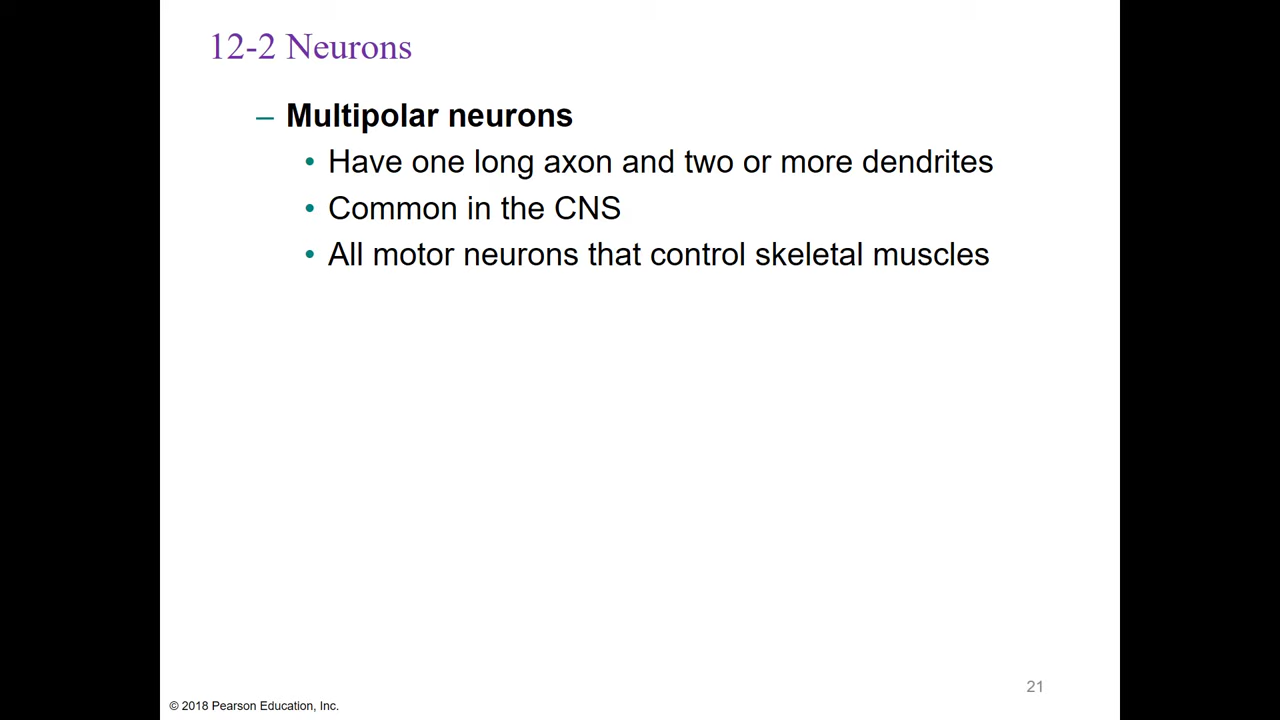 12-2 Neurons
– Multipolar neurons
• Have one long axon and two or more dendrites
• Common in the CNS
• All motor neurons that control skeletal muscles
21
© 2018 Pearson Education, Inc.